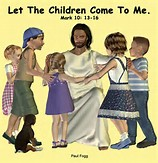 Let The Children Come To Me.
Mark 10: 13-16
Paul Fogg